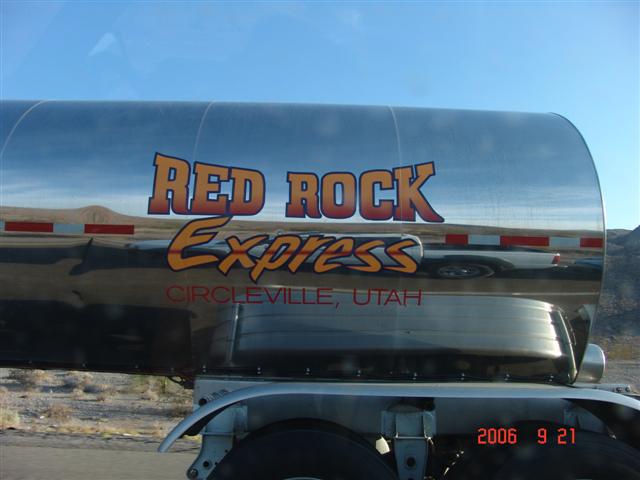 RED ROCK
Express
CIRCLEVILLE, UTAH
2006 9 21